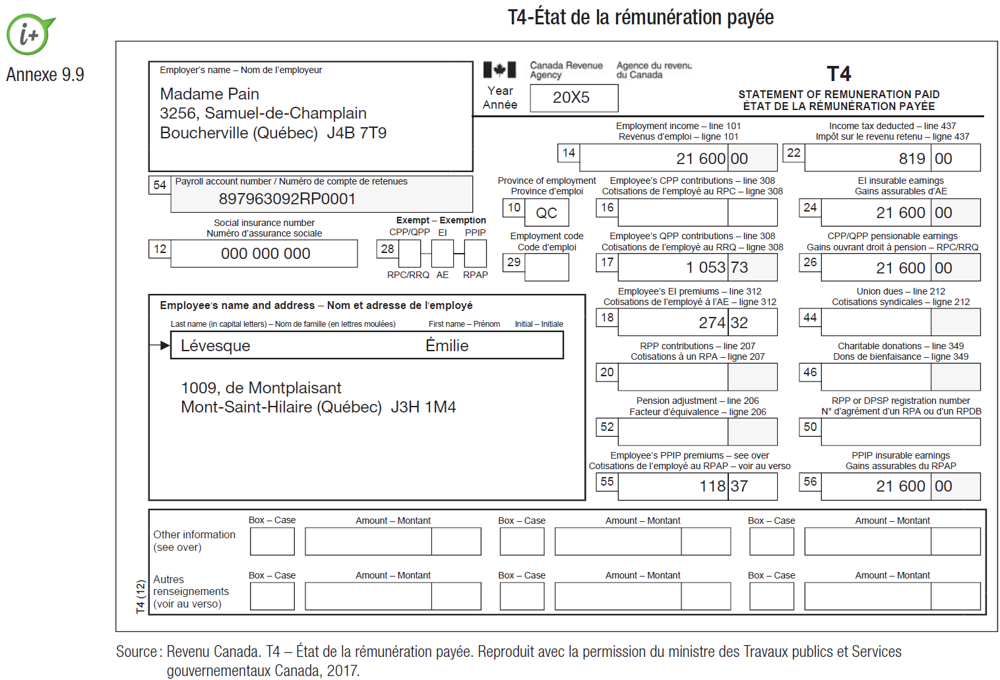 T4-État de la rémunération payée
i+
Annexe 9.9
Employer's name – Nom de l'employeur
Madame Pain
3256, Samuel-de-Champlain
Boucherville (Québec) J4B 7T9
Canada Revenue Agency
Agence du revenu du Canada
Year
Année
20X5
T4
STATEMENT OF REMUNERATION PAID
ÉTAT DE LA RÉMUNÉRATION PAYÉE
Employment income – line 101
Revenus d'emploi – ligne 101
14
21 600 00
Income tax deducted – line 437
Impôt sur le revenu retenu – ligne 437
22
819 00
54
Payroll account number / Numéro de compte de retenues
897963092RP0001
Province of employment
Province d'emploi
10
QC
Employee's CPP contributions – line 308
Cotisations de l'employé au RPC – ligne 308
16
EI insurable earnings
Gains assurables d'AE
24
21 600 00
Social insurance number
Numéro d'assurance sociale
12
000 000 000
Exempt – Exemption
CPP/QPP EI PPIP
28
RPC/RRQ AE RPAP
Employment code
Code d'emploi
29
Employee's QPP contributions – line 308
Cotisations de l'employé au RRQ – ligne 308
17
1 053 73
CPP/QPP pensionable earnings
Gains ouvrant droit à pension – RPC/RRQ
26
21 600 00
Employee's name and address – Nom et adresse de l'employé
Last name (in capital letters) – Nom de famille (en lettres moulées) First name – Prénom Initial – Initiale
Lévesque Émilie
1009, de Montplaisant
Mont-Saint-Hilaire (Québec) J3H 1M4
Employee's EI premiums – line 312
Cotisations de l'employé à l'AE – ligne 312
18
274 32
Union dues – line 212
Cotisations syndicales – ligne 212
44
RPP contributions – line 207
Cotisations à un RPA – ligne 207
20
Charitable donations – line 349
Dons de bienfaisance – ligne 349
46
Pension adjustment – line 206
Facteur d'équivalence – ligne 206
52
RPP or DPSP registration number
N° d'agrément d'un RPA ou d'un RPDB
50
Employee's PPIP premiums – see over
Cotisations de l'employé au RPAP – voir au verso
55
118 37
PPIP insurable earnings
Gains assurables du RPAP
56
21 600 00
Other information
(see over)
Box – Case Amount – Montant Box – Case Amount – Montant Box – Case Amount – Montant
Autres
renseignements
(voir au verso)
Box – Case Amount – Montant Box – Case Amount – Montant Box – Case Amount – Montant
T4 (12)
Source : Revenu Canada. T4 – État de la rémunération payée. Reproduit avec la permission du ministre des Travaux publics et Services
gouvernementaux Canada, 2017.